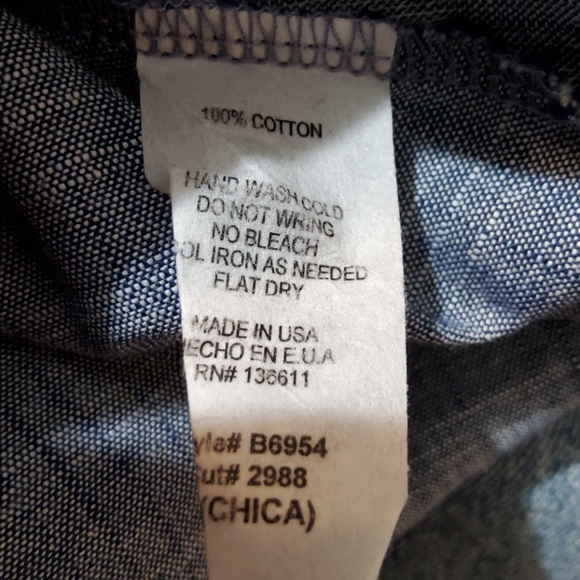 100% COTTON
HAND WASH COLD
DO NOT WRING
NO BLEACH
OL IRON AS NEEDED
FLAT DRY
MADE IN USA
ECHO EN E.U.A
RN# 136611
yle# B6954
ut# 2988
(CHICA)